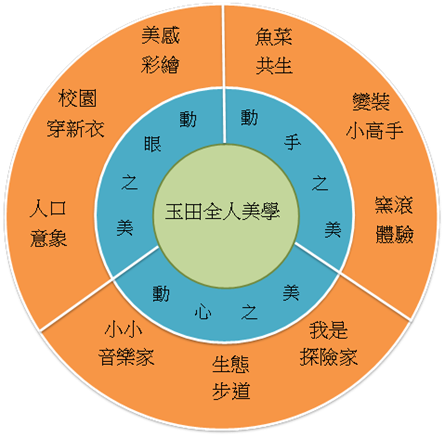 玉田全人美學
動手之美
魚菜
共生
變裝
小高手
窯滾
體驗
動心之美
我是
探險家
生態
步道
小小
音樂家
動眼之美
人口
意象
校園
穿新衣
美感
彩繪